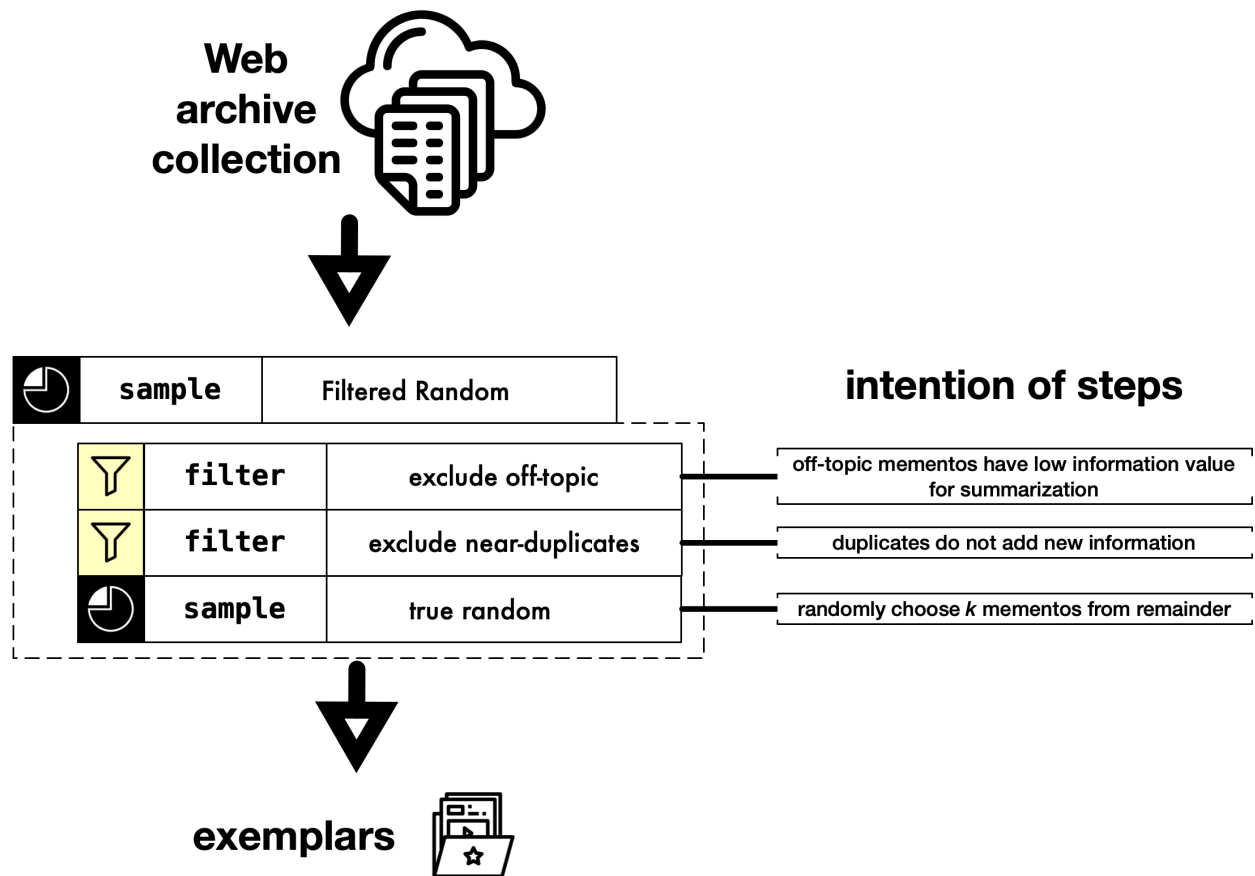 Web
archive
collection
sample
Filtered Random
intention of steps
filter
exclude off-topic
off-topic mementos have low information value
for summarization
filter
exclude near-duplicates
duplicates do not add new information
sample
true random
randomly choose k mementos from remainder
exemplars